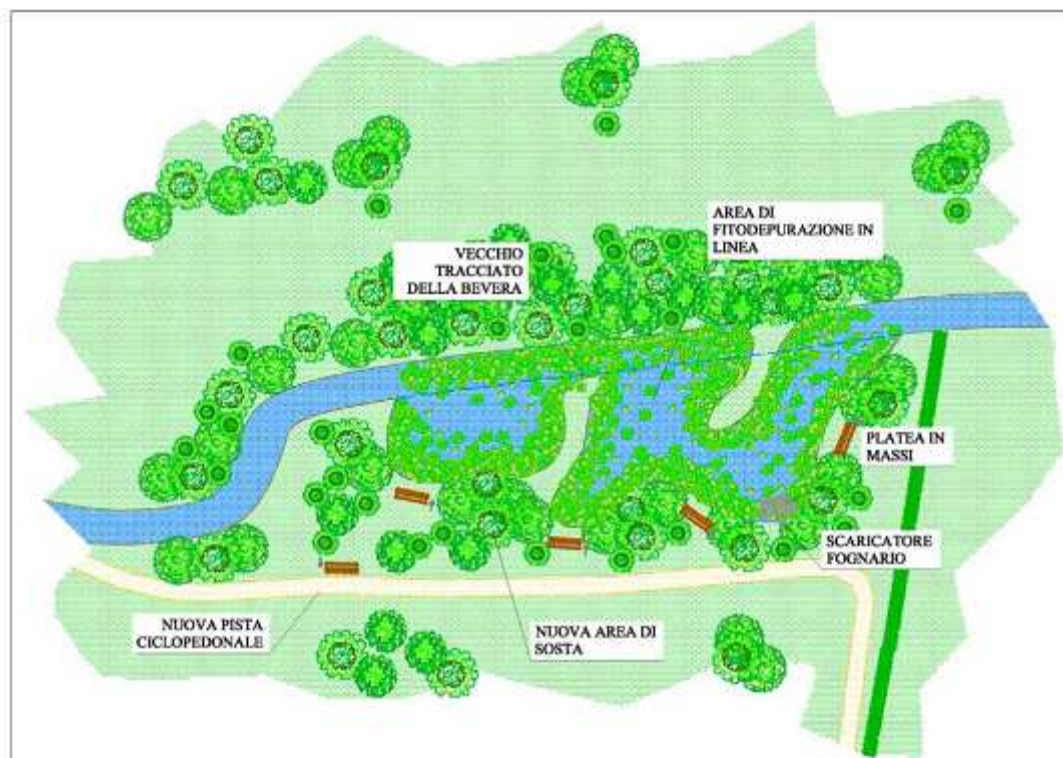 AREA DI
FITODEPURAZIONE IN
LINEA
VECCHIO
TRACCIATO
DELLA BEVERA
PLATEA IN
MASSI
SCARICATORE
FOGNARIO
NUOVA PISTA
CICLOPEDONALE
NUOVA AREA DI
SOSTA